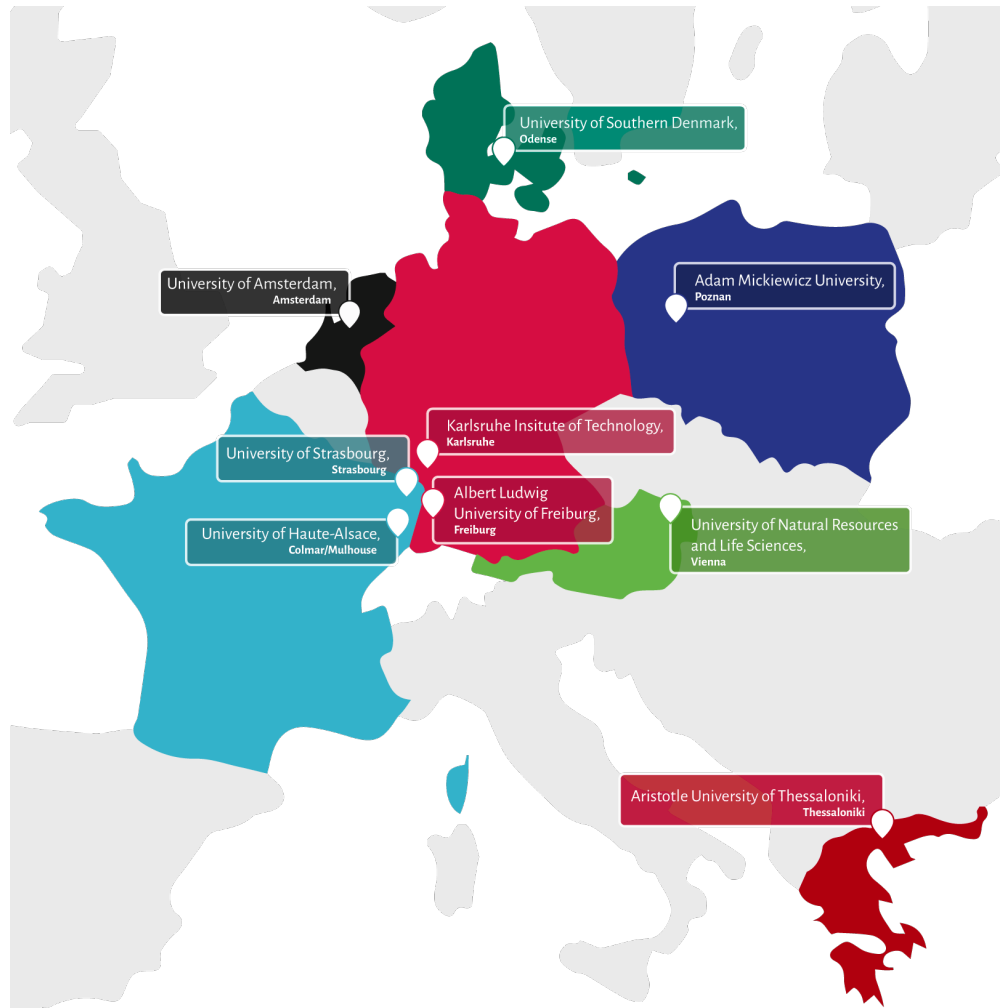 University of Southern Denmark,
Odense
University of Amsterdam,
Amsterdam
Adam Mickiewicz University,
Poznan
Karlsruhe Insitute of Technology,
Karlsruhe
University of Strasbourg,
Strasbourg
Albert Ludwig
University of Freiburg,
Freiburg
University of Haute-Alsace,
Colmar/Mulhouse
University of Natural Resources
and Life Sciences,
Vienna
Aristotle University of Thessaloniki,
Thessaloniki